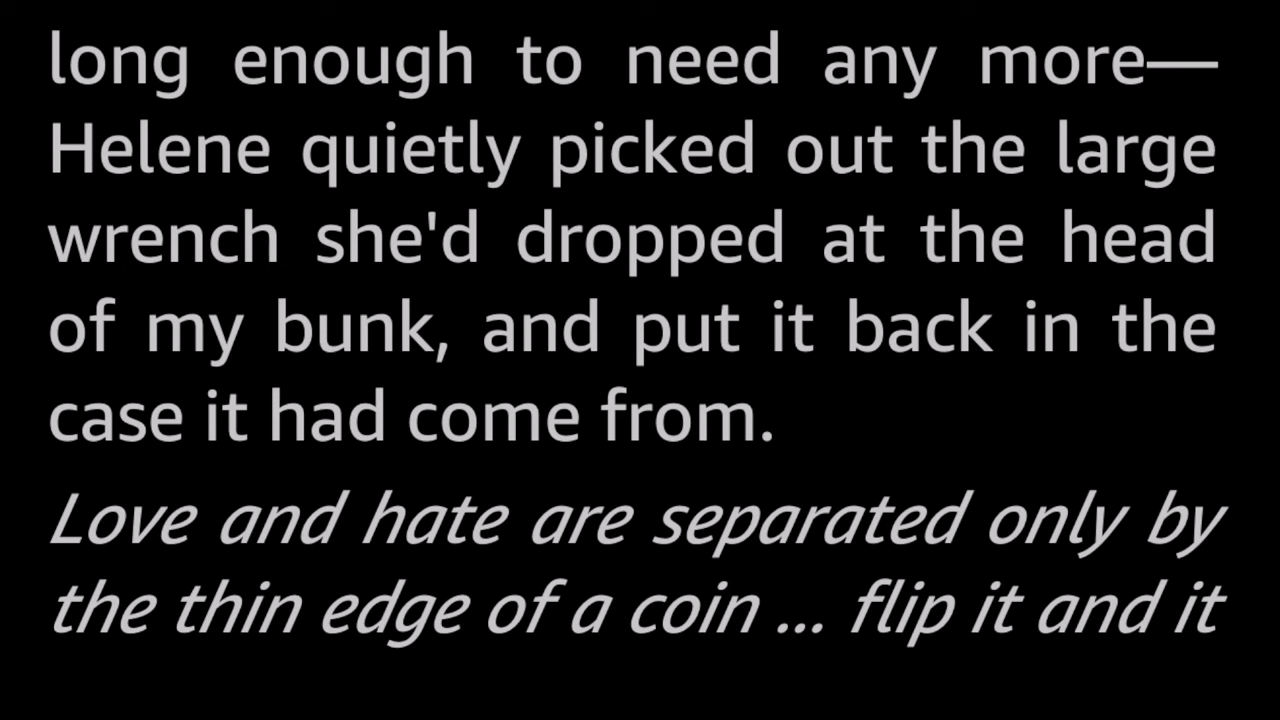 long enough to need any more—
Helene quietly picked out the large
wrench she'd dropped at the head
of my bunk, and put it back in the
case it had come from.
Love and hate are separated only by
the thin edge of a coin ... flip it and it